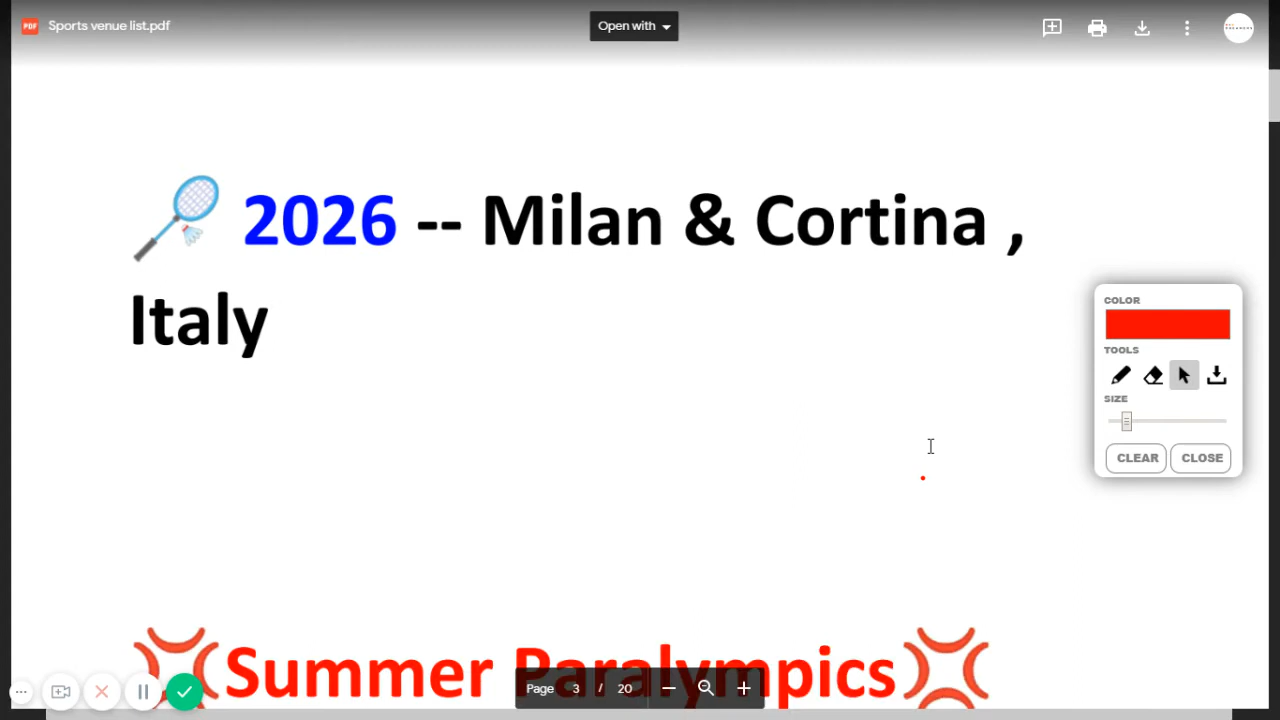 PDF Sports venue list.pdf
Open with
2026 -- Milan & Cortina ,
Italy
COLOR
TOOLS
SIZE
CLEAR CLOSE
Summer Paralympics
Page 3 / 20